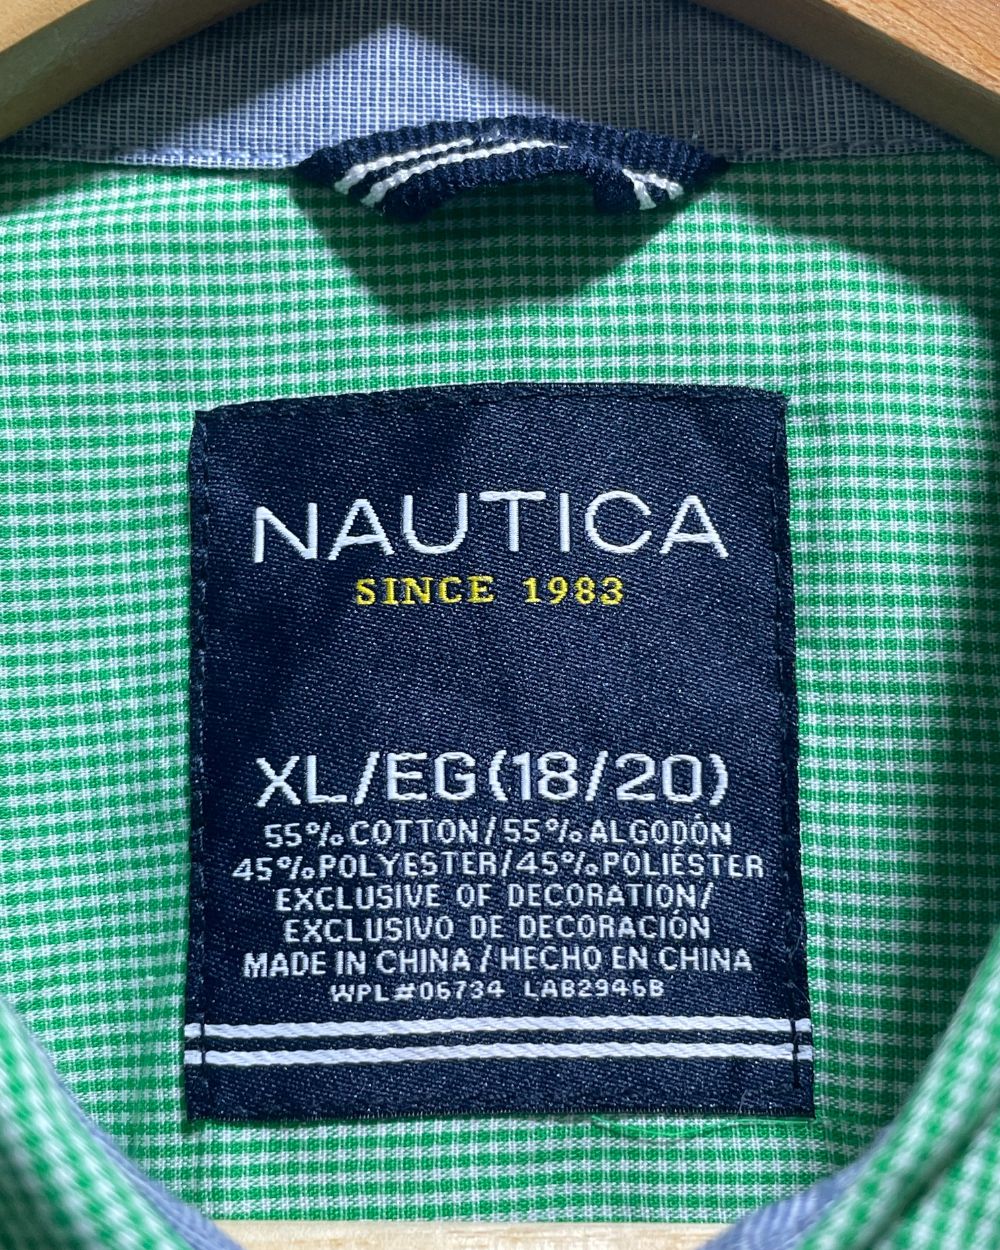 NAUTICA
SINCE 1983
XL/EG(18/20)
55%COTTON/55%ALGODÓN
45%POLYESTER/45%POLIÉSTER
EXCLUSIVE OF DECORATION/
EXCLUSIVO DE DECORACIÓN
MADE IN CHINA/HECHO EN CHINA
WPL#06734 LAB2946B